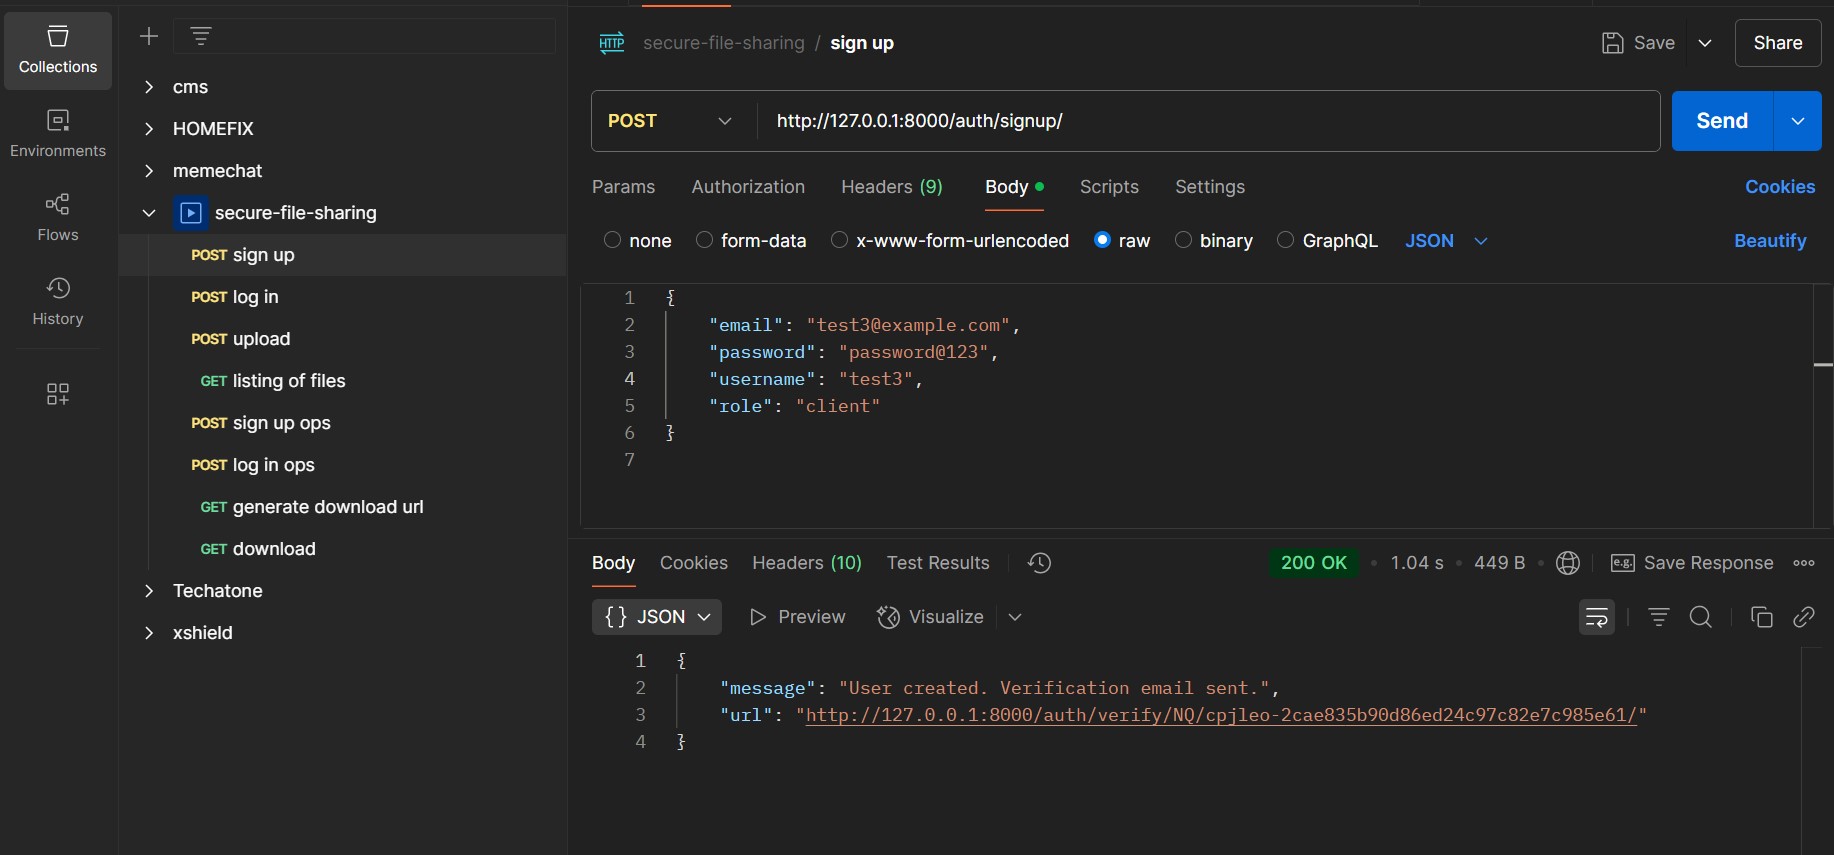 Collections
Environments
Flows
History
cms
HOMEFIX
memechat
secure-file-sharing
POST sign up
POST log in
POST upload
GET listing of files
POST sign up ops
POST log in ops
GET generate download url
GET download
Techatone
xshield
HTTP secure-file-sharing / sign up
Save
Share
POST http://127.0.0.1:8000/auth/signup/
Send
Params Authorization Headers (9) Body Scripts Settings Cookies
none form-data x-www-form-urlencoded raw binary GraphQL JSON Beautify
1 {
2 "email": "test3@example.com",
3 "password": "password@123",
4 "username": "test3",
5 "role": "client"
6 }
7
Body Cookies Headers (10) Test Results 200 OK • 1.04 s • 449 B • e.g. Save Response
{} JSON Preview Visualize
1 {
2 "message": "User created. Verification email sent.",
3 "url": "http://127.0.0.1:8000/auth/verify/NQ/cpjleo-2cae835b90d86ed24c97c82e7c985e61/"
4 }